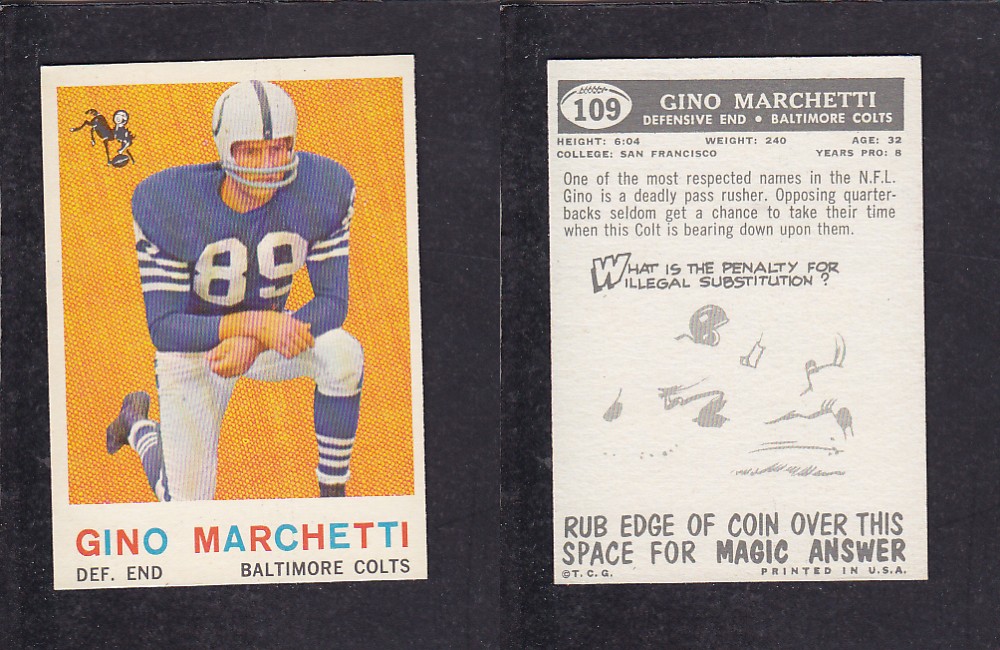 89
GINO MARCHETTI
DEF. END BALTIMORE COLTS
109
GINO MARCHETTI
DEFENSIVE END • BALTIMORE COLTS
HEIGHT: 6:04 WEIGHT: 240 AGE: 32
COLLEGE: SAN FRANCISCO YEARS PRO: 8
One of the most respected names in the N.F.L.
Gino is a deadly pass rusher. Opposing quarter-
backs seldom get a chance to take their time
when this Colt is bearing down upon them.
WHAT IS THE PENALTY FOR
ILLEGAL SUBSTITUTION?
RUB EDGE OF COIN OVER THIS
SPACE FOR MAGIC ANSWER
©T.C.G. PRINTED IN U.S.A.